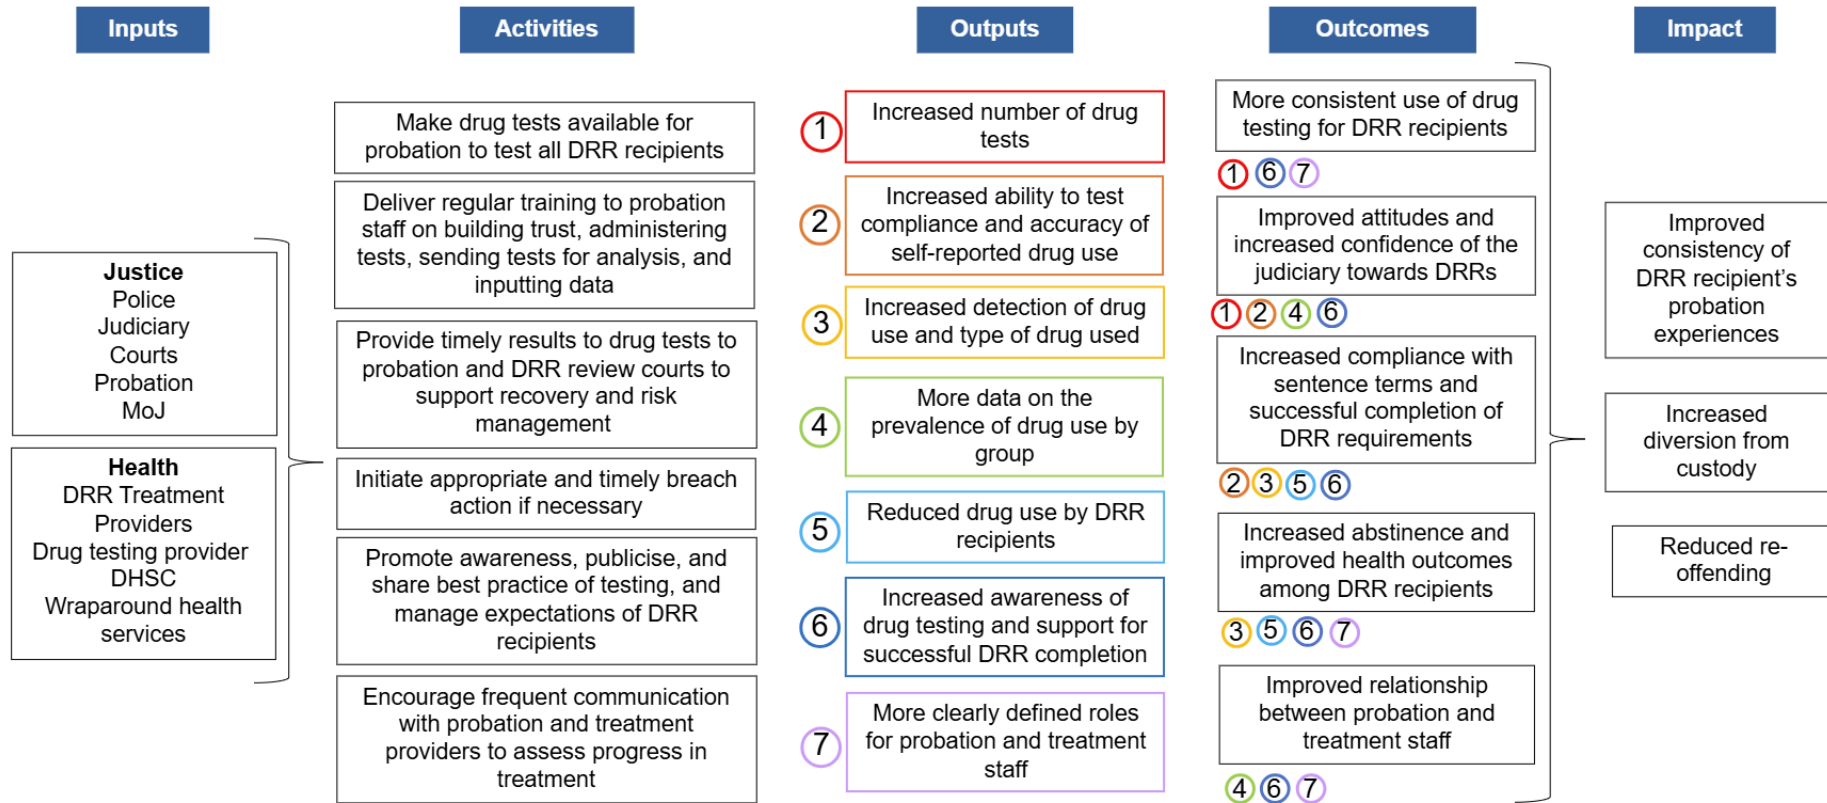 Inputs
Activities
Outputs
Outcomes
Impact
Justice
Police
Judiciary
Courts
Probation
MoJ
Health
DRR Treatment
Providers
Drug testing provider
DHSC
Wraparound health
services
Make drug tests available for
probation to test all DRR recipients
Deliver regular training to probation
staff on building trust, administering
tests, sending tests for analysis, and
inputting data
Provide timely results to drug tests to
probation and DRR review courts to
support recovery and risk
management
Initiate appropriate and timely breach
action if necessary
Promote awareness, publicise, and
share best practice of testing, and
manage expectations of DRR
recipients
Encourage frequent communication
with probation and treatment
providers to assess progress in
treatment
1
Increased number of drug
tests
2
Increased ability to test
compliance and accuracy of
self-reported drug use
3
Increased detection of drug
use and type of drug used
4
More data on the
prevalence of drug use by
group
5
Reduced drug use by DRR
recipients
6
Increased awareness of
drug testing and support for
successful DRR completion
7
More clearly defined roles
for probation and treatment
staff
More consistent use of drug
testing for DRR recipients
1 6 7
Improved attitudes and
increased confidence of the
judiciary towards DRRs
1 2 4 6
Increased compliance with
sentence terms and
successful completion of
DRR requirements
2 3 5 6
Increased abstinence and
improved health outcomes
among DRR recipients
3 5 6 7
Improved relationship
between probation and
treatment staff
4 6 7
Improved
consistency of
DRR recipient's
probation
experiences
Increased
diversion from
custody
Reduced re-
offending